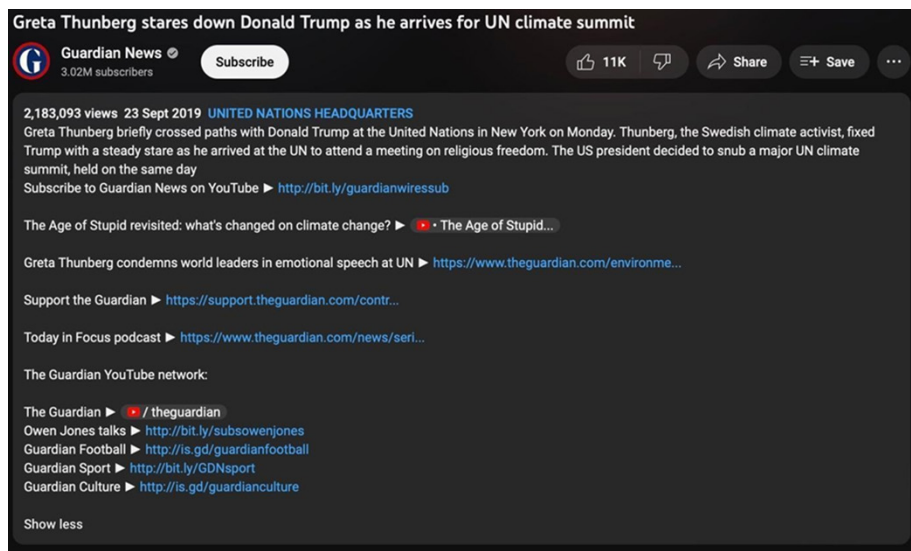 Greta Thunberg stares down Donald Trump as he arrives for UN climate summit
G
Guardian News
3.02M subscribers
Subscribe
11K
Share
Save
2,183,093 views 23 Sept 2019 UNITED NATIONS HEADQUARTERS
Greta Thunberg briefly crossed paths with Donald Trump at the United Nations in New York on Monday. Thunberg, the Swedish climate activist, fixed
Trump with a steady stare as he arrived at the UN to attend a meeting on religious freedom. The US president decided to snub a major UN climate
summit, held on the same day
Subscribe to Guardian News on YouTube ► http://bit.ly/guardianwiressub
The Age of Stupid revisited: what's changed on climate change? ► • The Age of Stupid...
Greta Thunberg condemns world leaders in emotional speech at UN ► https://www.theguardian.com/environme...
Support the Guardian ► https://support.theguardian.com/contr...
Today in Focus podcast ► https://www.theguardian.com/news/seri...
The Guardian YouTube network:
The Guardian ► / theguardian
Owen Jones talks ► http://bit.ly/subsowenjones
Guardian Football ► http://is.gd/guardianfootball
Guardian Sport ► http://bit.ly/GDNsport
Guardian Culture ► http://is.gd/guardianculture
Show less